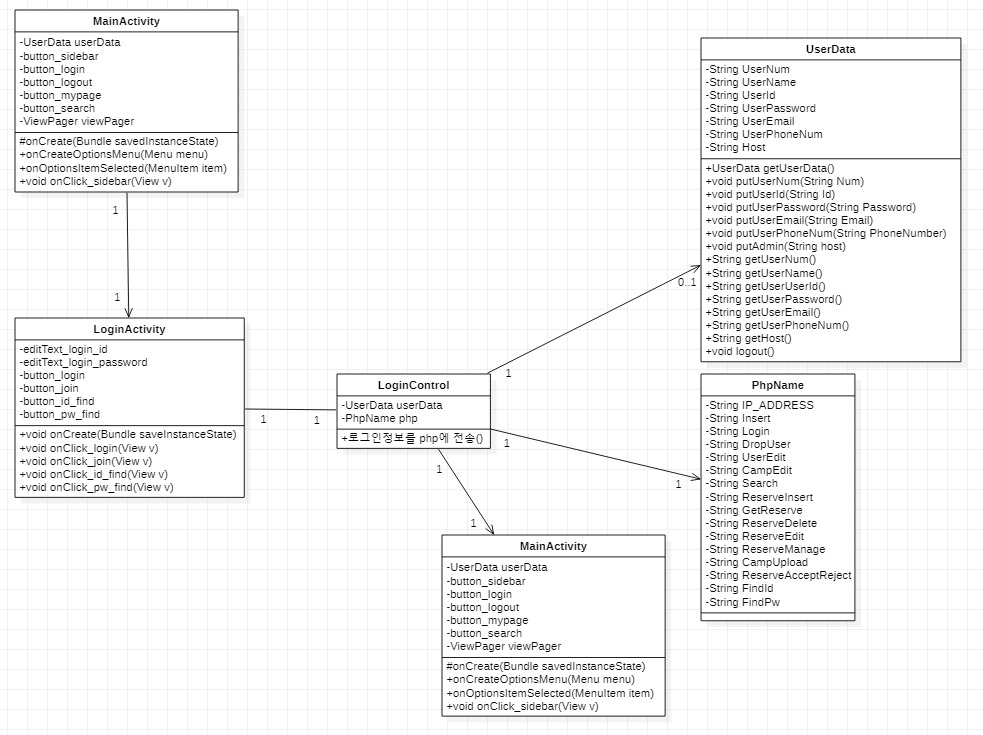 MainActivity
-UserData userData
-button_sidebar
-button_login
-button_logout
-button_mypage
-button_search
-ViewPager viewPager
#onCreate(Bundle savedInstanceState)
+onCreateOptionsMenu(Menu menu)
+onOptionsItemSelected(MenuItem item)
+void onClick_sidebar(View v)
1
1
LoginActivity
-editText_login_id
-editText_login_password
-button_login
-button_join
-button_id_find
-button_pw_find
+void onCreate(Bundle saveInstanceState)
+void onClick_login(View v)
+void onClick_join(View v)
+void onClick_id_find(View v)
+void onClick_pw_find(View v)
1
1
LoginControl
-UserData userData
-PhpName php
+로그인정보를 php에 전송()
1
0..1
UserData
-String UserNum
-String UserName
-String UserId
-String UserPassword
-String UserEmail
-String UserPhoneNum
-String Host
+UserData getUserData()
+void putUserNum(String Num)
+void putUserId(String Id)
+void putUserPassword(String Password)
+void putUserEmail(String Email)
+void putUserPhoneNum(String PhoneNumber)
+void putAdmin(String host)
+String getUserNum()
+String getUserName()
+String getUserUserId()
+String getUserPassword()
+String getUserEmail()
+String getUserPhoneNum()
+String getHost()
+void logout()
1
1
PhpName
-String IP_ADDRESS
-String Insert
-String Login
-String DropUser
-String UserEdit
-String CampEdit
-String Search
-String ReserveInsert
-String GetReserve
-String ReserveDelete
-String ReserveEdit
-String ReserveManage
-String CampUpload
-String ReserveAcceptReject
-String FindId
-String FindPw
1
1
MainActivity
-UserData userData
-button_sidebar
-button_login
-button_logout
-button_mypage
-button_search
-ViewPager viewPager
#onCreate(Bundle savedInstanceState)
+onCreateOptionsMenu(Menu menu)
+onOptionsItemSelected(MenuItem item)
+void onClick_sidebar(View v)